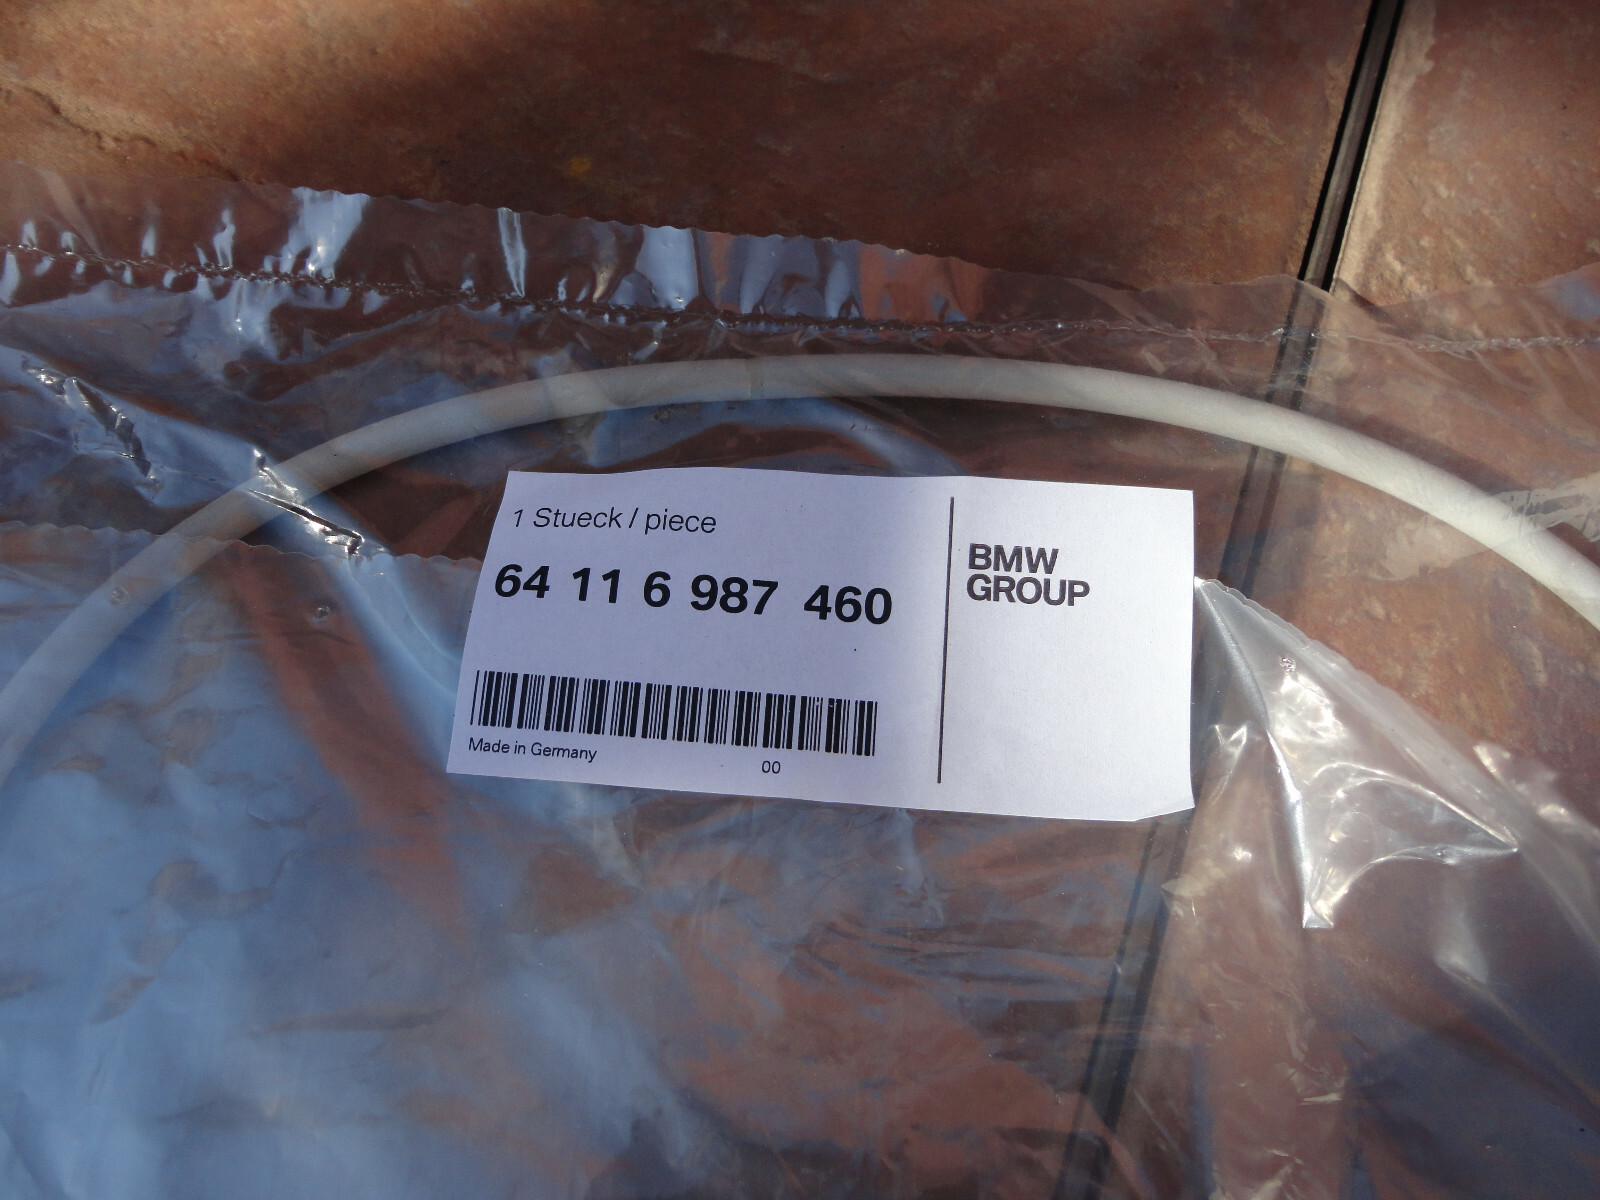 1 Stueck / piece
64 11 6 987 460
BMW
GROUP
Made in Germany
00